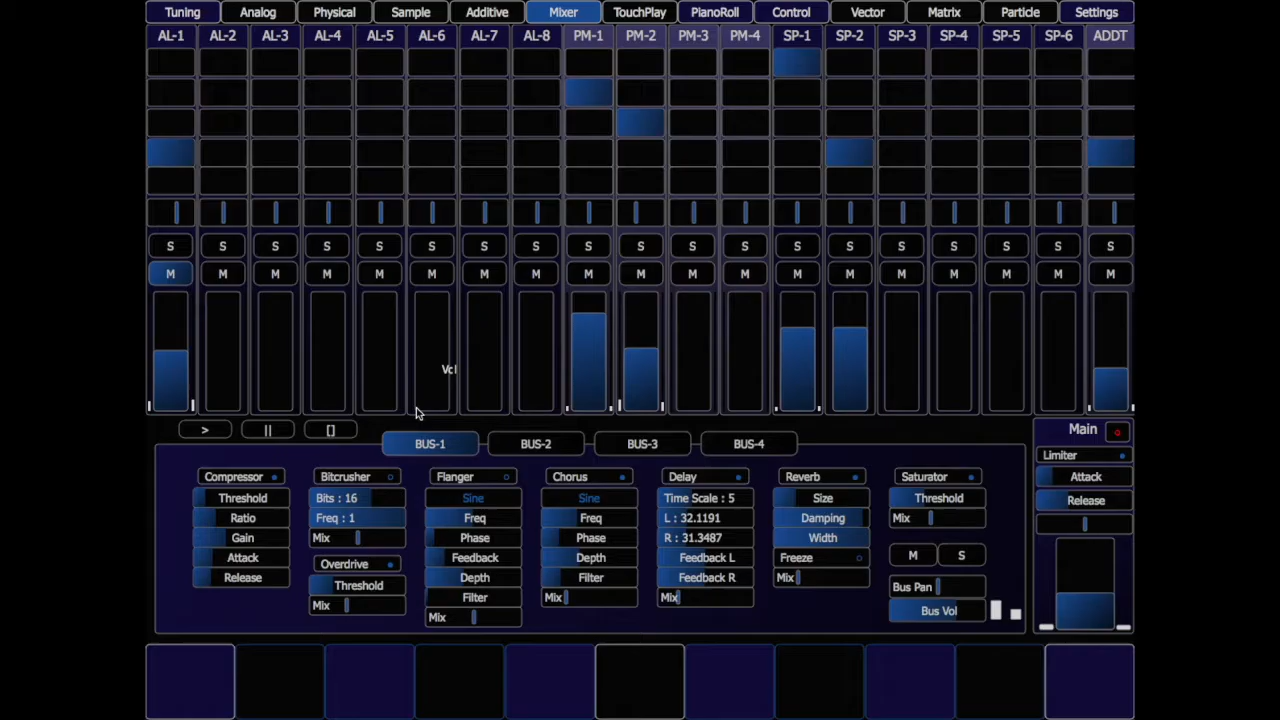 Tuning Analog Physical Sample Additive Mixer TouchPlay PianoRoll Control Vector Matrix Particle Settings
AL-1 AL-2 AL-3 AL-4 AL-5 AL-6 AL-7 AL-8 PM-1 PM-2 PM-3 PM-4 SP-1 SP-2 SP-3 SP-4 SP-5 SP-6 ADDT
S S S S S S S S S S S S S S S S S S S
M M M M M M M M M M M M M M M M M M M
Vol
> || []
BUS-1 BUS-2 BUS-3 BUS-4
Main
Limiter
Attack
Release
Compressor
Threshold
Ratio
Gain
Attack
Release
Bitcrusher
Bits : 16
Freq : 1
Mix
Overdrive
Threshold
Mix
Flanger
Sine
Freq
Phase
Feedback
Depth
Filter
Mix
Chorus
Sine
Freq
Phase
Depth
Filter
Mix
Delay
Time Scale : 5
L : 32.1191
R : 31.3487
Feedback L
Feedback R
Mix
Reverb
Size
Damping
Width
Freeze
Mix
Saturator
Threshold
Mix
M S
Bus Pan
Bus Vol